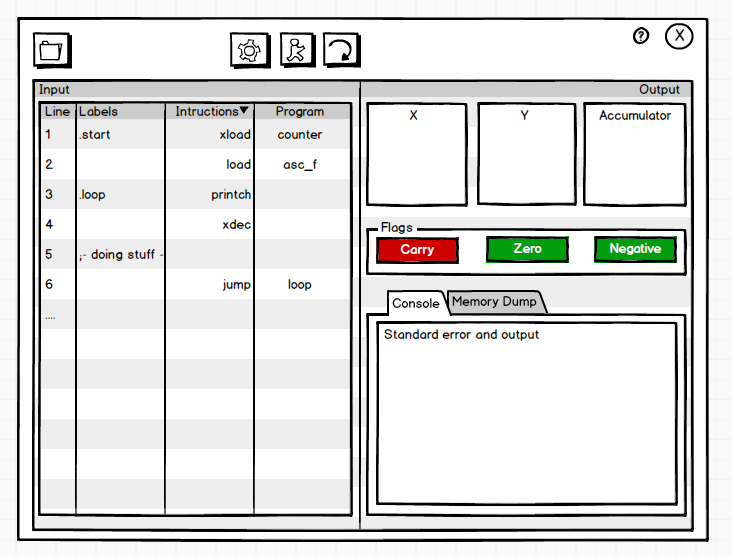 ? X
Input Output
Line Labels Intructions▼ Program
1 .start xload counter
2 load asc_f
3 .loop printch
4 xdec
5 ;- doing stuff -
6 jump loop
....
X Y Accumulator
Flags
Carry Zero Negative
Console Memory Dump
Standard error and output